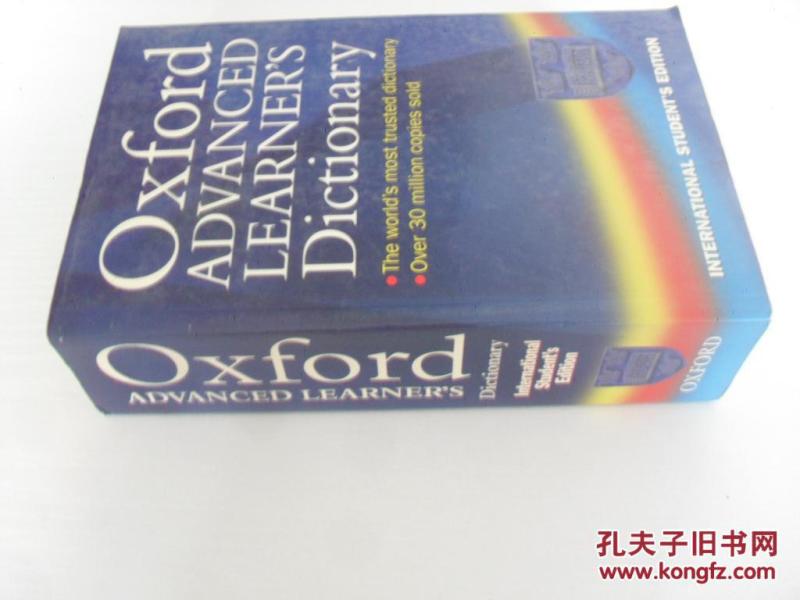 Oxford
ADVANCED
LEARNER'S
Dictionary
• The world's most trusted dictionary
• Over 30 million copies sold
INTERNATIONAL STUDENT'S EDITION
Oxford
ADVANCED LEARNER'S
Dictionary
International
Student's
Edition
OXFORD
孔夫子旧书网
www.kongfz.com